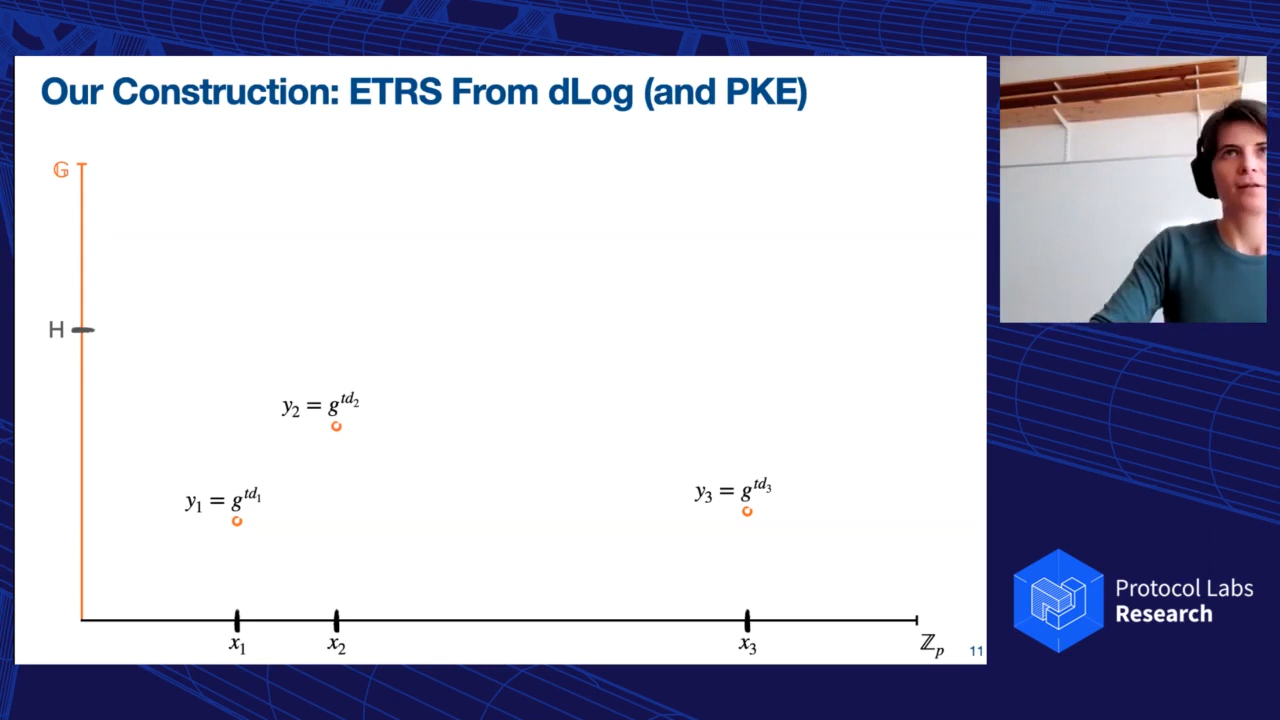 Our Construction: ETRS From dLog (and PKE)
𝔾
H
y₂ = g^{td₂}
y₁ = g^{td₁}
y₃ = g^{td₃}
x₁
x₂
x₃
ℤₚ
11
Protocol Labs
Research